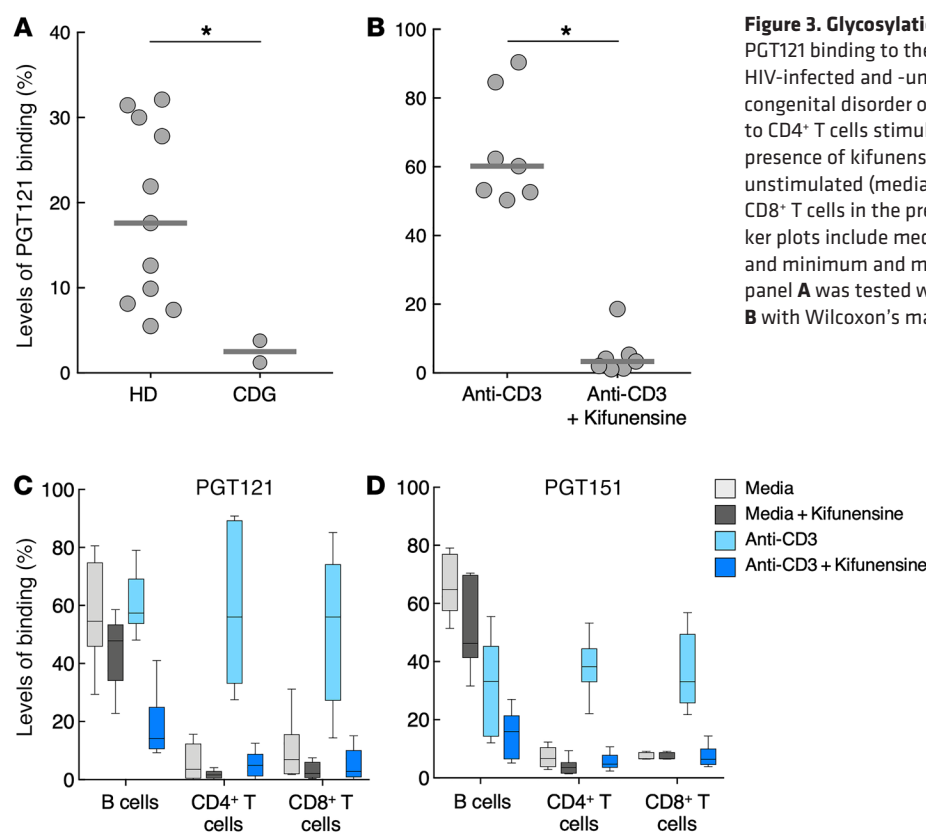 A
B
Figure 3. Glycosylatio
PGT121 binding to the
HIV-infected and -un
congenital disorder o
to CD4+ T cells stimul
presence of kifunens
unstimulated (media
CD8+ T cells in the pre
ker plots include med
and minimum and m
panel A was tested w
B with Wilcoxon's ma
Levels of PGT121 binding (%)
40
30
20
10
0
*
HD
CDG
100
80
60
40
20
0
*
Anti-CD3
Anti-CD3
+ Kifunensine
C
PGT121
Levels of binding (%)
100
80
60
40
20
0
B cells
CD4+ T
cells
CD8+ T
cells
D
PGT151
100
80
60
40
20
0
B cells
CD4+ T
cells
CD8+ T
cells
Media
Media + Kifunensine
Anti-CD3
Anti-CD3 + Kifunensine